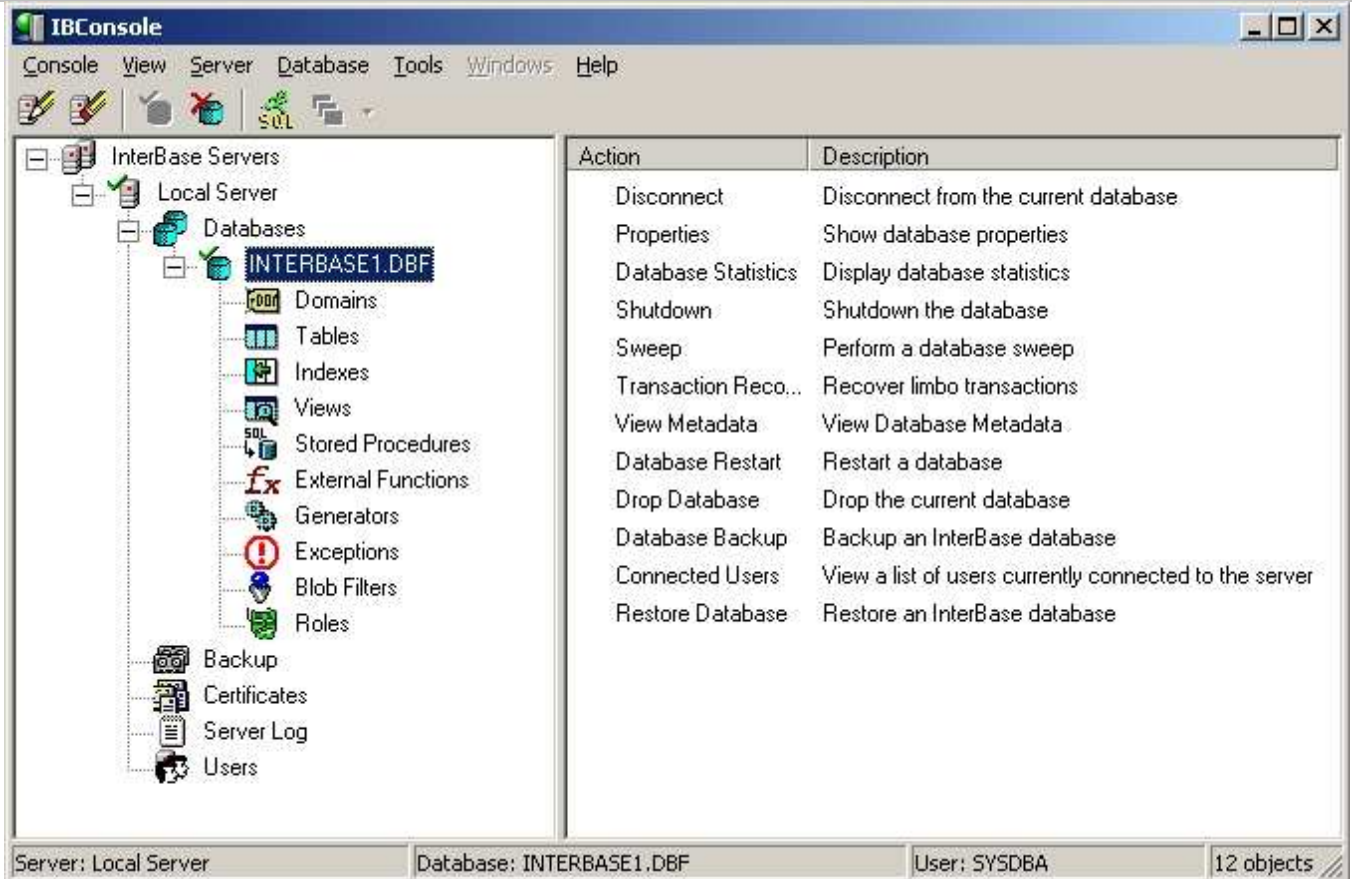 IBConsole
Console View Server Database Tools Windows Help
SQL
InterBase Servers
Local Server
Databases
INTERBASE1.DBF
Domains
Tables
Indexes
Views
SQL
Stored Procedures
fx External Functions
Generators
Exceptions
Blob Filters
Roles
Backup
Certificates
Server Log
Users
Action Description
Disconnect Disconnect from the current database
Properties Show database properties
Database Statistics Display database statistics
Shutdown Shutdown the database
Sweep Perform a database sweep
Transaction Reco... Recover limbo transactions
View Metadata View Database Metadata
Database Restart Restart a database
Drop Database Drop the current database
Database Backup Backup an InterBase database
Connected Users View a list of users currently connected to the server
Restore Database Restore an InterBase database
Server: Local Server Database: INTERBASE1.DBF User: SYSDBA 12 objects